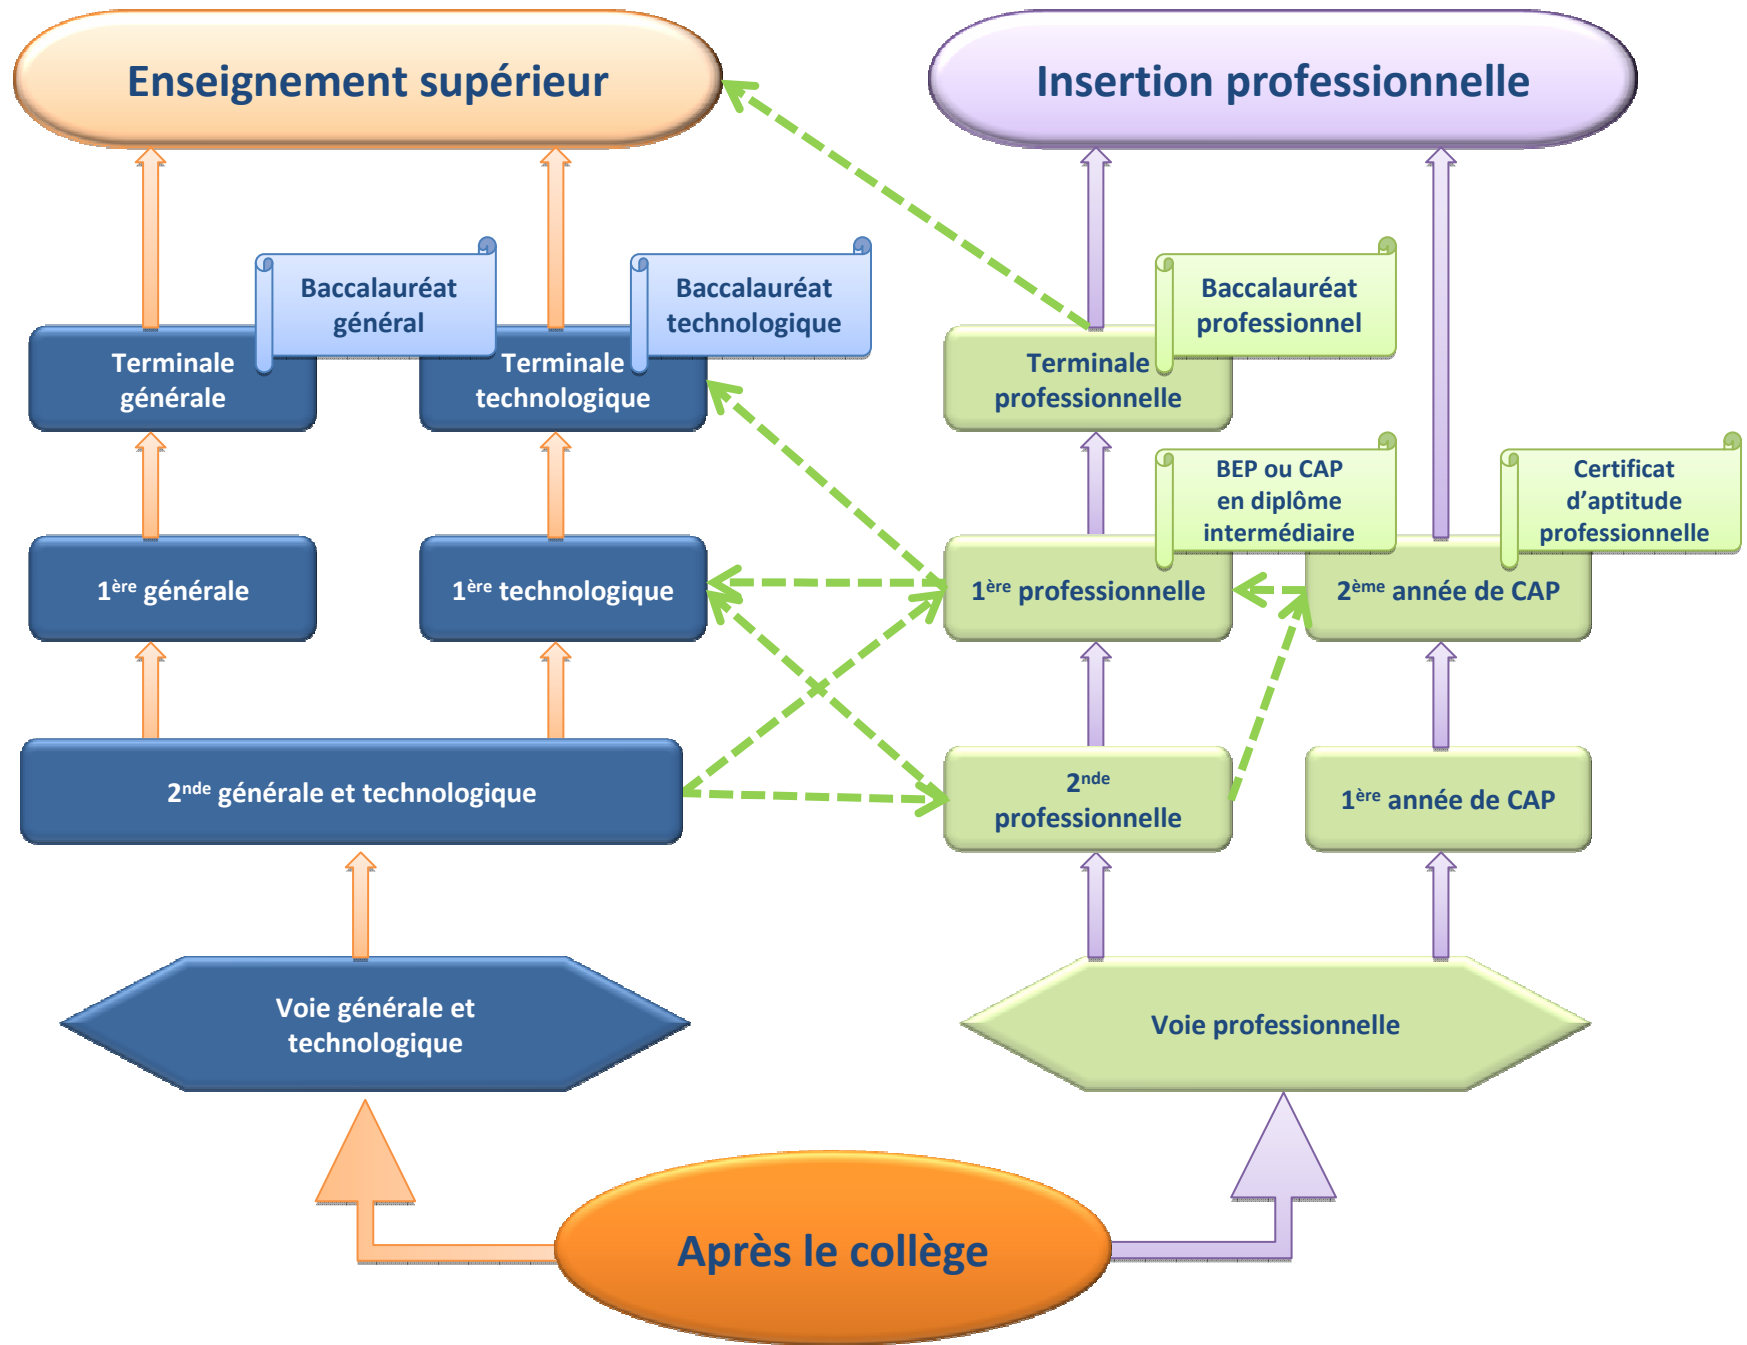 Enseignement supérieur
Insertion professionnelle
Baccalauréat
général
Baccalauréat
technologique
Baccalauréat
professionnel
Terminale
générale
Terminale
technologique
Terminale
professionnelle
BEP ou CAP
en diplôme
intermédiaire
Certificat
d’aptitude
professionnelle
1ère générale
1ère technologique
1ère professionnelle
2ème année de CAP
2nde générale et technologique
2nde
professionnelle
1ère année de CAP
Voie générale et
technologique
Voie professionnelle
Après le collège